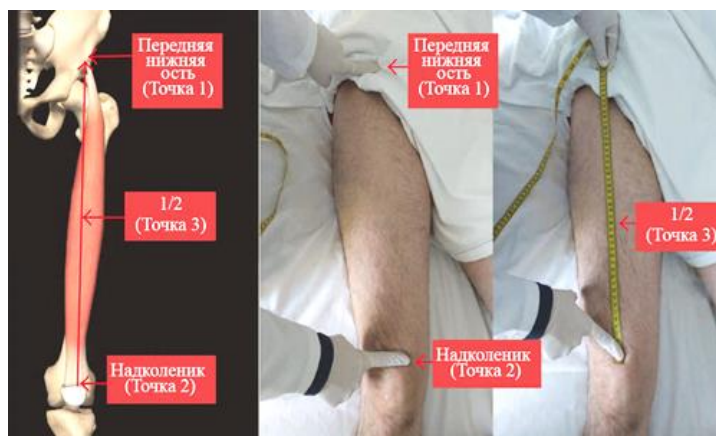 Передняя
нижняя
ость
(Точка 1)
1/2
(Точка 3)
Надколеник
(Точка 2)
Передняя
нижняя
ость
(Точка 1)
Надколеник
(Точка 2)
1/2
(Точка 3)